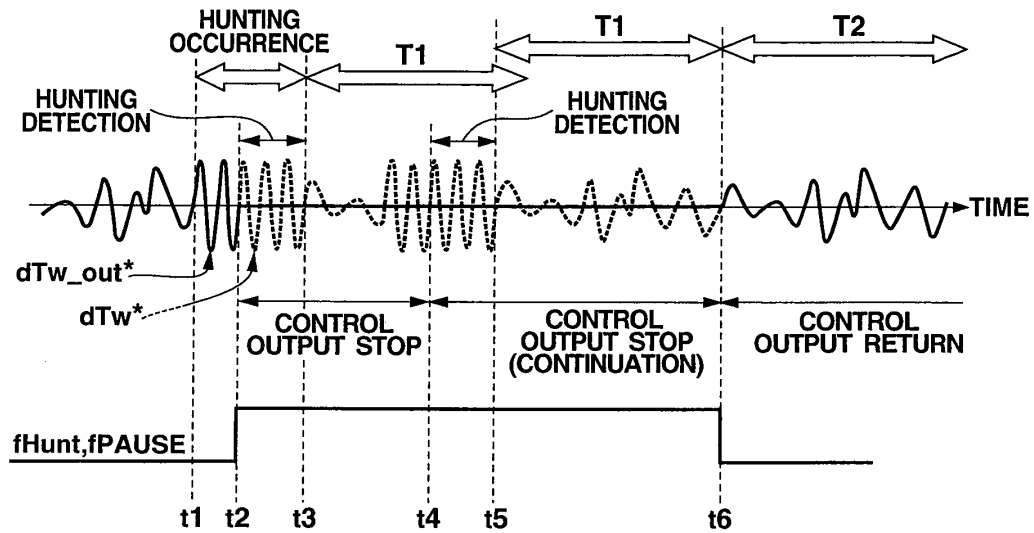 HUNTING
OCCURRENCE
T1
T1
T2
HUNTING
DETECTION
HUNTING
DETECTION
TIME
dTw_out*
dTw*
CONTROL
OUTPUT STOP
CONTROL
OUTPUT STOP
(CONTINUATION)
CONTROL
OUTPUT RETURN
fHunt,fPAUSE
t1 t2 t3 t4 t5 t6